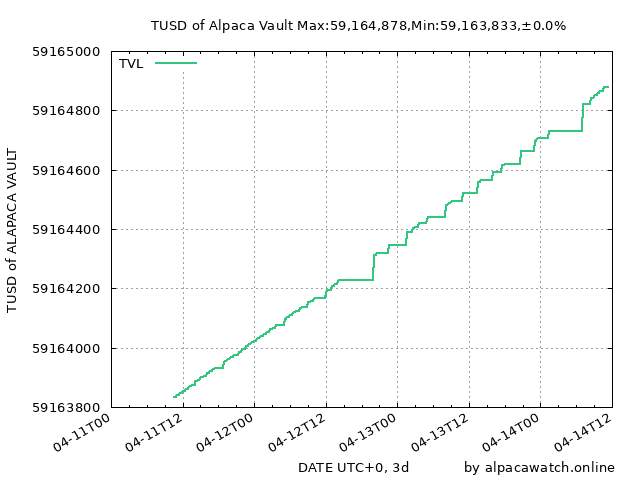 TUSD of Alpaca Vault Max:59,164,878,Min:59,163,833,±0.0%
TVL
59165000
59164800
59164600
59164400
59164200
59164000
59163800
TUSD of ALAPACA VAULT
04-11T00
04-11T12
04-12T00
04-12T12
04-13T00
04-13T12
04-14T00
04-14T12
DATE UTC+0, 3d
by alpacawatch.online